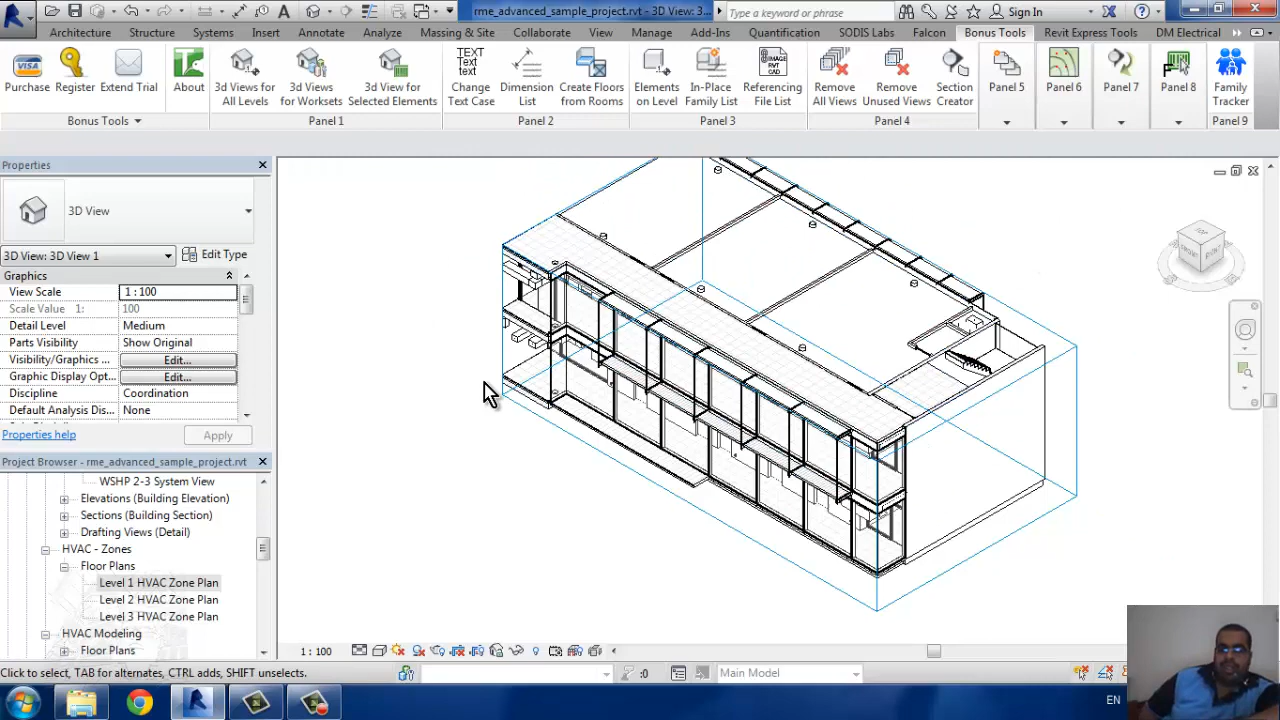 rme_advanced_sample_project.rvt - 3D View: 3...
Type a keyword or phrase
Sign In
Architecture Structure Systems Insert Annotate Analyze Massing & Site Collaborate View Manage Add-Ins Quantification SODIS Labs Falcon Bonus Tools Revit Express Tools DM Electrical
Purchase Register Extend Trial About
3d Views for All Levels
3d Views for Worksets
3d View for Selected Elements
TEXT Text text
Change Text Case
Dimension List
Create Floors from Rooms
Elements on Level
In-Place Family List
Referencing File List
Remove All Views
Remove Unused Views
Section Creator
Panel 5 Panel 6 Panel 7 Panel 8
Family Tracker
Bonus Tools Panel 1 Panel 2 Panel 3 Panel 4 Panel 9
Properties
3D View
3D View: 3D View 1 Edit Type
Graphics
View Scale 1 : 100
Scale Value 1: 100
Detail Level Medium
Parts Visibility Show Original
Visibility/Graphics ... Edit...
Graphic Display Opt... Edit...
Discipline Coordination
Default Analysis Dis... None
Properties help Apply
Project Browser - rme_advanced_sample_project.rvt
WSHP 2-3 System View
Elevations (Building Elevation)
Sections (Building Section)
Drafting Views (Detail)
HVAC - Zones
Floor Plans
Level 1 HVAC Zone Plan
Level 2 HVAC Zone Plan
Level 3 HVAC Zone Plan
HVAC Modeling
Floor Plans
1 : 100
Click to select, TAB for alternates, CTRL adds, SHIFT unselects.
:0
Main Model
EN